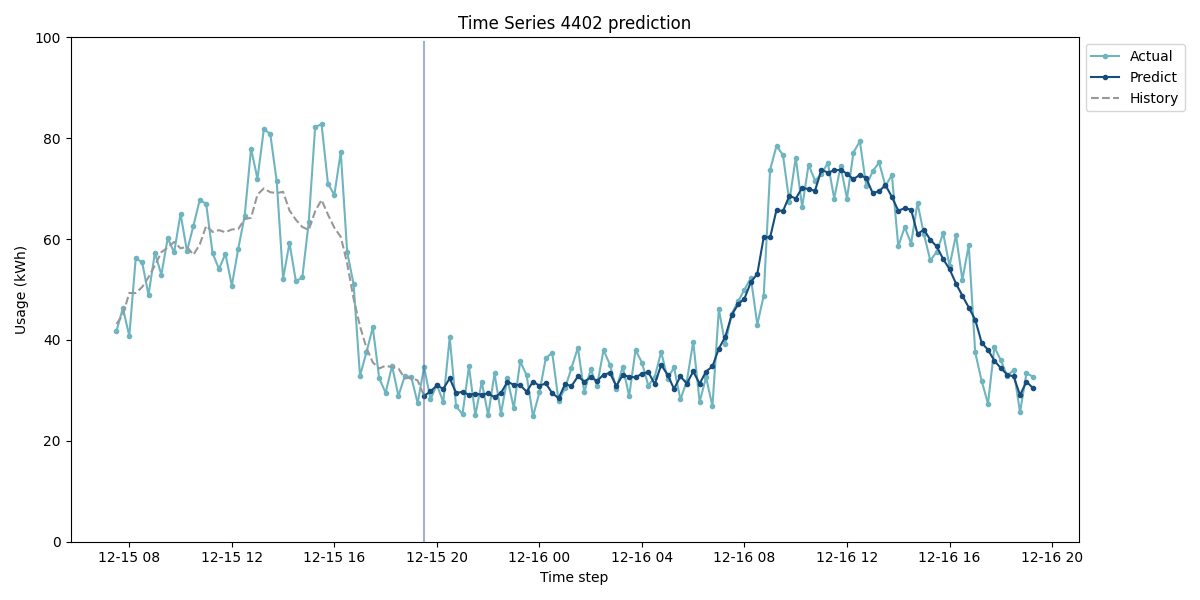 Time Series 4402 prediction
Usage (kWh)
100
80
60
40
20
0
12-15 08
12-15 12
12-15 16
12-15 20
12-16 00
12-16 04
12-16 08
12-16 12
12-16 16
12-16 20
Time step
Actual
Predict
History